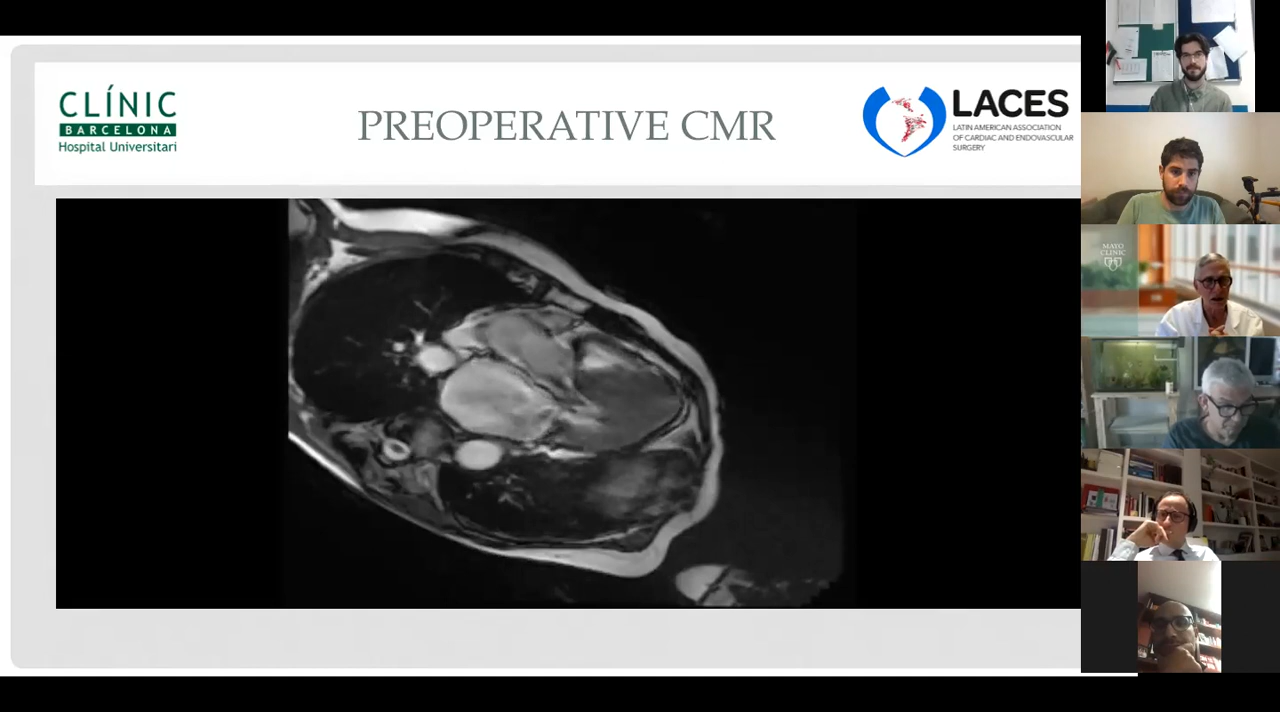 CLÍNIC
BARCELONA
Hospital Universitari
PREOPERATIVE CMR
LACES
LATIN AMERICAN ASSOCIATION
OF CARDIAC AND ENDOVASCULAR
SURGERY
MAYO
CLINIC